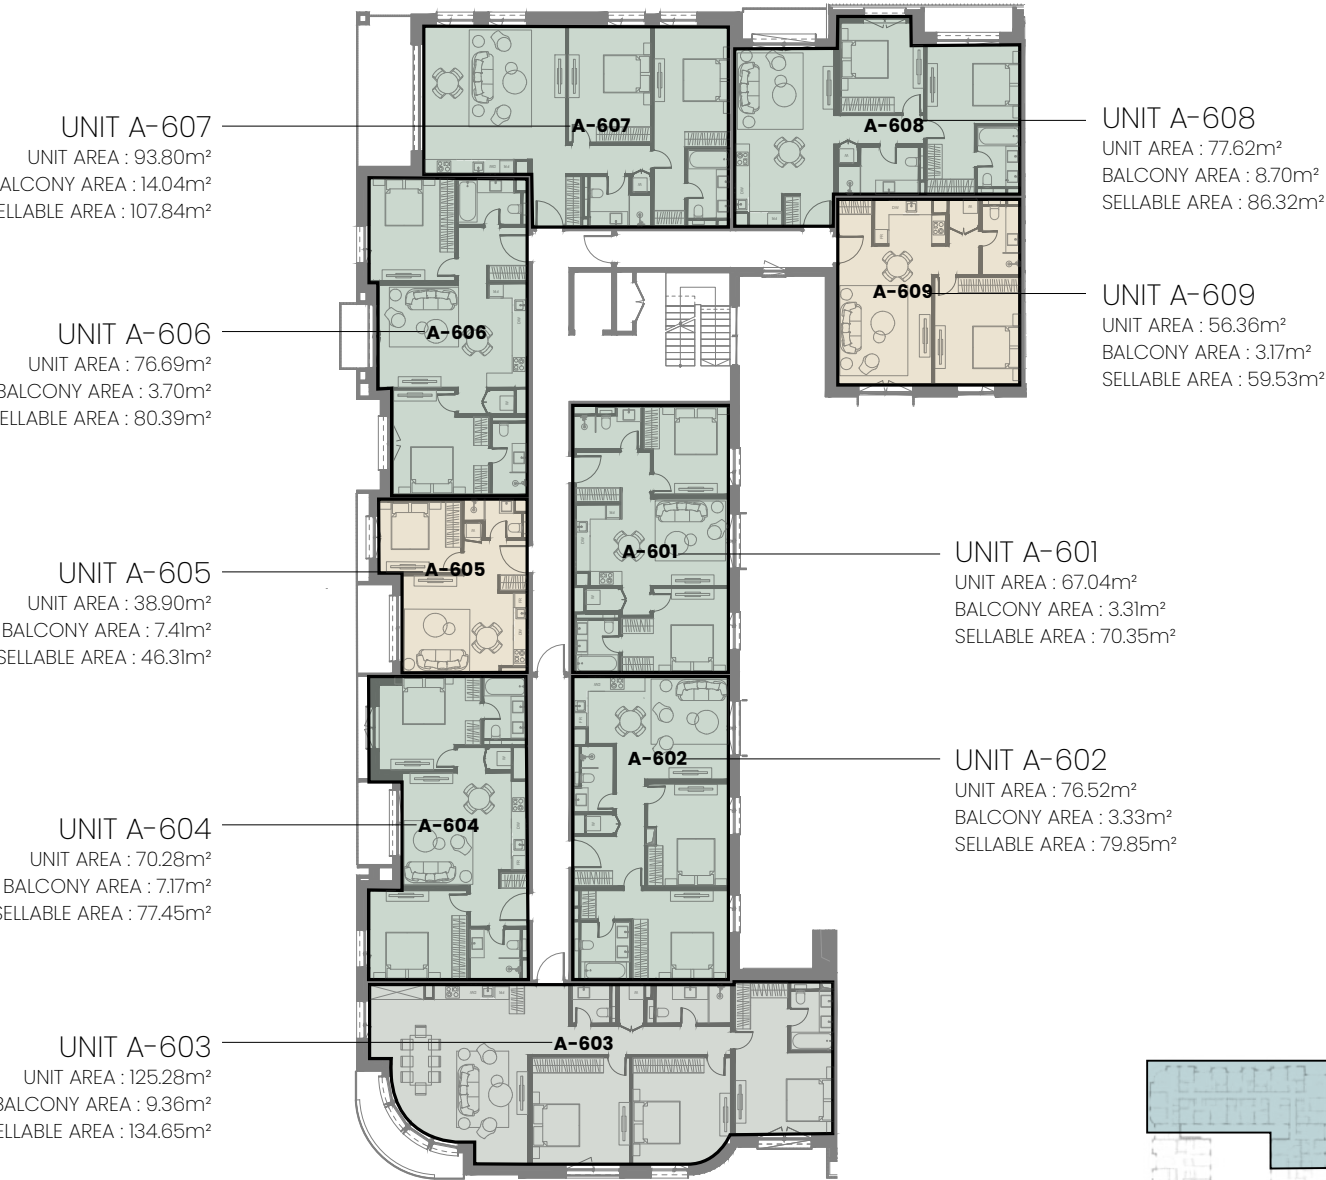 UNIT A-607
UNIT AREA : 93.80m²
BALCONY AREA : 14.04m²
SELLABLE AREA : 107.84m²
UNIT A-606
UNIT AREA : 76.69m²
BALCONY AREA : 3.70m²
SELLABLE AREA : 80.39m²
UNIT A-605
UNIT AREA : 38.90m²
BALCONY AREA : 7.41m²
SELLABLE AREA : 46.31m²
UNIT A-604
UNIT AREA : 70.28m²
BALCONY AREA : 7.17m²
SELLABLE AREA : 77.45m²
UNIT A-603
UNIT AREA : 125.28m²
BALCONY AREA : 9.36m²
SELLABLE AREA : 134.65m²
A-607
A-608
A-609
A-606
A-601
A-605
A-602
A-604
A-603
UNIT A-608
UNIT AREA : 77.62m²
BALCONY AREA : 8.70m²
SELLABLE AREA : 86.32m²
UNIT A-609
UNIT AREA : 56.36m²
BALCONY AREA : 3.17m²
SELLABLE AREA : 59.53m²
UNIT A-601
UNIT AREA : 67.04m²
BALCONY AREA : 3.31m²
SELLABLE AREA : 70.35m²
UNIT A-602
UNIT AREA : 76.52m²
BALCONY AREA : 3.33m²
SELLABLE AREA : 79.85m²